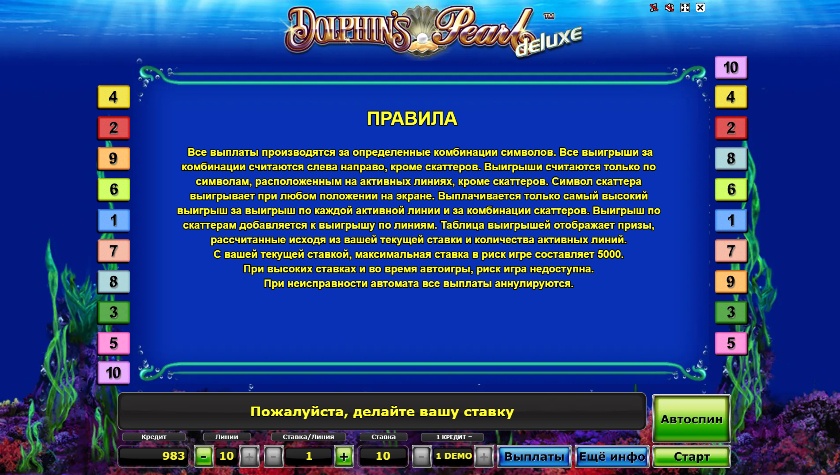 DOLPHIN'S Pearl ™
deluxe
10
4
2
9
6
1
7
8
3
5
10
4
2
8
6
1
7
9
3
5
ПРАВИЛА
Все выплаты производятся за определенные комбинации символов. Все выигрыши за
комбинации считаются слева направо, кроме скаттеров. Выигрыши считаются только по
символам, расположенным на активных линиях, кроме скаттеров. Символ скаттера
выигрывает при любом положении на экране. Выплачивается только самый высокий
выигрыш за выигрыш по каждой активной линии и за комбинации скаттеров. Выигрыш по
скаттерам добавляется к выигрышу по линиям. Таблица выигрышей отображает призы,
рассчитанные исходя из вашей текущей ставки и количества активных линий.
С вашей текущей ставкой, максимальная ставка в риск игре составляет 5000.
При высоких ставках и во время автоигры, риск игра недоступна.
При неисправности автомата все выплаты аннулируются.
Пожалуйста, делайте вашу ставку
Автоспин
Кредит Линии Ставка/Линия Ставка 1 КРЕДИТ =
983 - 10 + - 1 + 10 - 1 DEMO + Выплаты Ещё инфо Старт